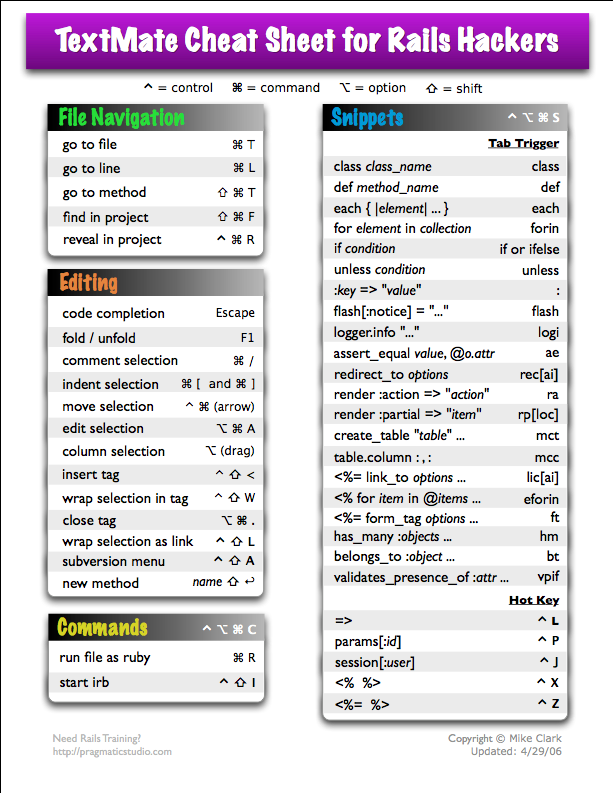 TextMate Cheat Sheet for Rails Hackers
^ = control ⌘ = command ⌥ = option ⇧ = shift
File Navigation
go to file ⌘ T
go to line ⌘ L
go to method ⇧ ⌘ T
find in project ⇧ ⌘ F
reveal in project ^ ⌘ R
Editing
code completion Escape
fold / unfold F1
comment selection ⌘ /
indent selection ⌘ [ and ⌘ ]
move selection ^ ⌘ (arrow)
edit selection ⌥ ⌘ A
column selection ⌥ (drag)
insert tag ^ ⇧ <
wrap selection in tag ^ ⇧ W
close tag ⌥ ⌘ .
wrap selection as link ^ ⇧ L
subversion menu ^ ⇧ A
new method name ⇧ ↩
Commands ^ ⌥ ⌘ C
run file as ruby ⌘ R
start irb ^ ⇧ I
Snippets ^ ⌥ ⌘ S
Tab Trigger
class class_name class
def method_name def
each { |element| ... } each
for element in collection forin
if condition if or ifelse
unless condition unless
:key => "value" :
flash[:notice] = "..." flash
logger.info "..." logi
assert_equal value, @o.attr ae
redirect_to options rec[ai]
render :action => "action" ra
render :partial => "item" rp[loc]
create_table "table" ... mct
table.column : , : mcc
<%= link_to options ... lic[ai]
<% for item in @items ... eforin
<%= form_tag options ... ft
has_many :objects ... hm
belongs_to :object ... bt
validates_presence_of :attr ... vpif
Hot Key
=> ^ L
params[:id] ^ P
session[:user] ^ J
<% %> ^ X
<%= %> ^ Z
Need Rails Training?
http://pragmaticstudio.com
Copyright © Mike Clark
Updated: 4/29/06